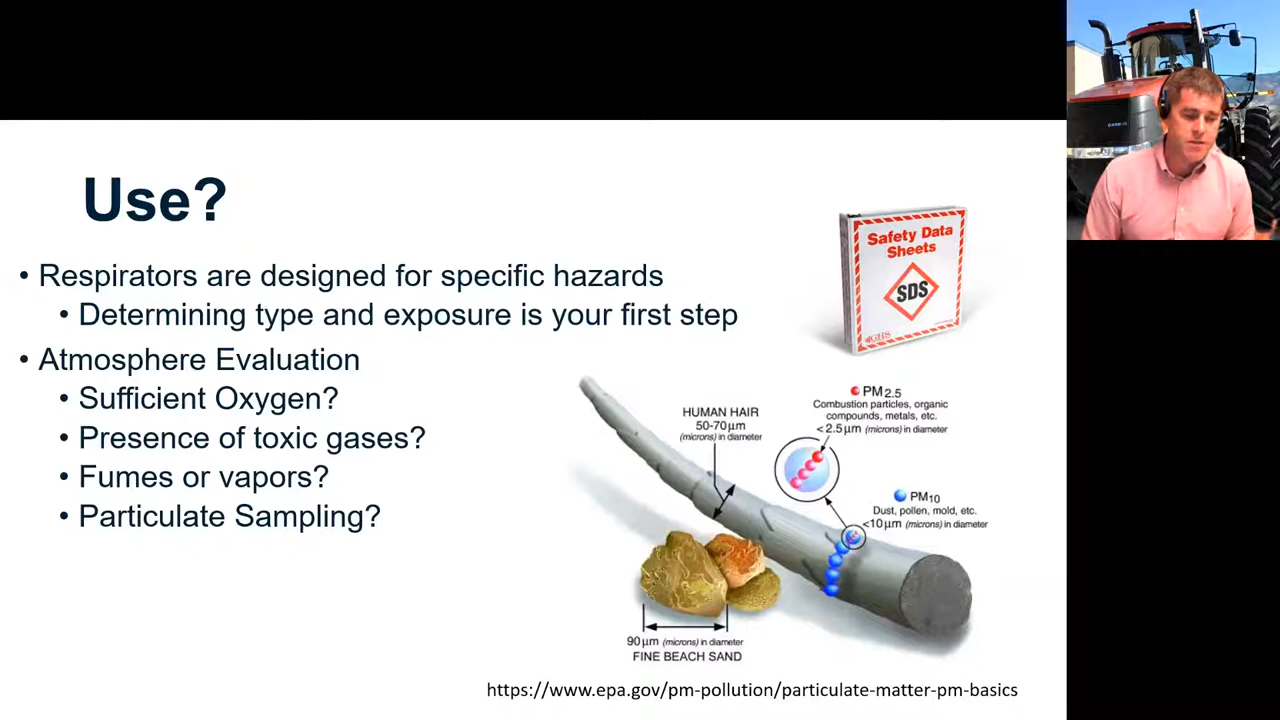 Use?
• Respirators are designed for specific hazards
• Determining type and exposure is your first step
• Atmosphere Evaluation
• Sufficient Oxygen?
• Presence of toxic gases?
• Fumes or vapors?
• Particulate Sampling?
Safety Data
Sheets
SDS
GHS
HUMAN HAIR
50-70µm
(microns) in diameter
PM2.5
Combustion particles, organic
compounds, metals, etc.
< 2.5µm (microns) in diameter
PM10
Dust, pollen, mold, etc.
<10µm (microns) in diameter
90µm (microns) in diameter
FINE BEACH SAND
https://www.epa.gov/pm-pollution/particulate-matter-pm-basics